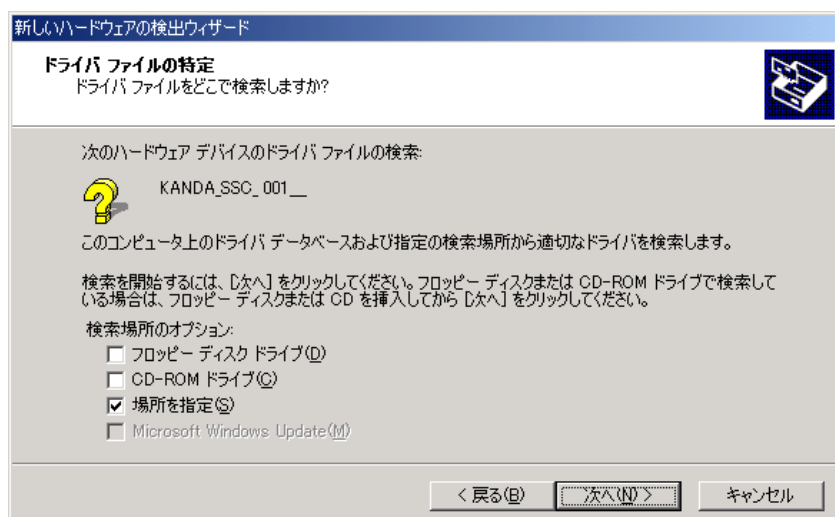 新しいハードウェアの検出ウィザード
ドライバ ファイルの特定
ドライバ ファイルをどこで検索しますか?
次のハードウェア デバイスのドライバ ファイルの検索:
KANDA_SSC_001__
このコンピュータ上のドライバ データベースおよび指定の検索場所から適切なドライバを検索します。
検索を開始するには、[次へ] をクリックしてください。フロッピー ディスクまたは CD-ROM ドライブで検索して
いる場合は、フロッピー ディスクまたは CD を挿入してから [次へ] をクリックしてください。
検索場所のオプション:
フロッピー ディスク ドライブ(D)
CD-ROM ドライブ(C)
場所を指定(S)
Microsoft Windows Update(M)
< 戻る(B) 次へ(N) > キャンセル